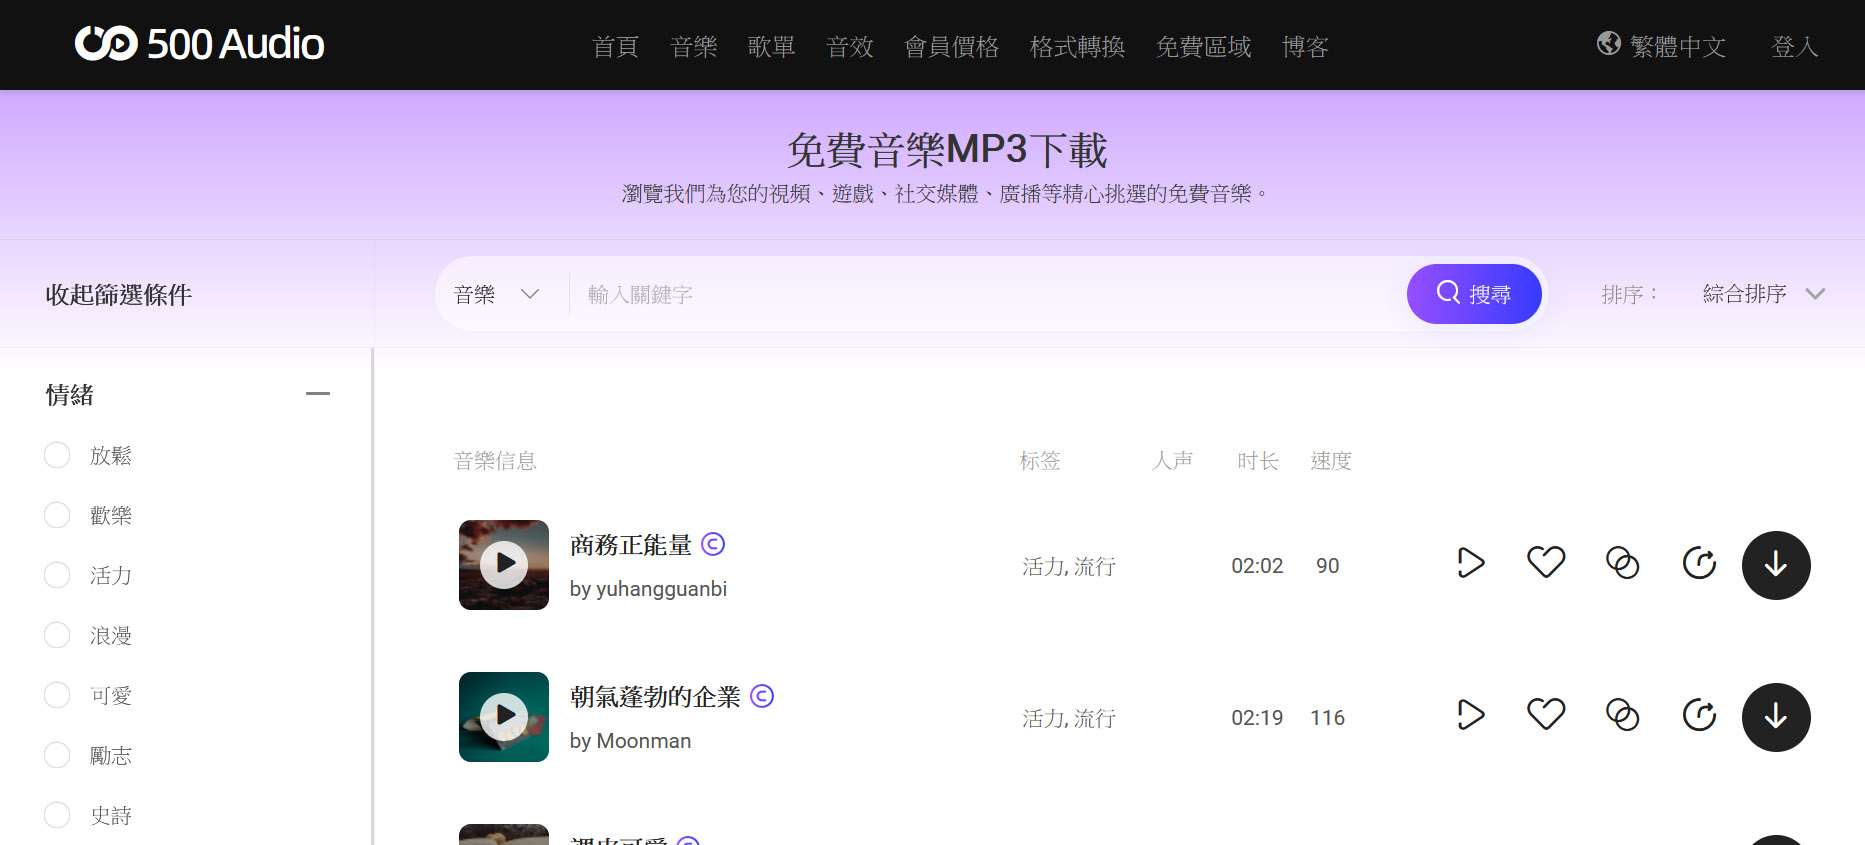 500 Audio
首頁 音樂 歌單 音效 會員價格 格式轉換 免費區域 博客 繁體中文 登入
免費音樂MP3下載
瀏覽我們為您的視頻、遊戲、社交媒體、廣播等精心挑選的免費音樂。
收起篩選條件
音樂 輸入關鍵字 搜尋 排序： 綜合排序
情緒
放鬆
歡樂
活力
浪漫
可愛
勵志
史詩
音樂信息 标签 人声 时长 速度
商務正能量
by yuhangguanbi
活力, 流行 02:02 90
朝氣蓬勃的企業
by Moonman
活力, 流行 02:19 116